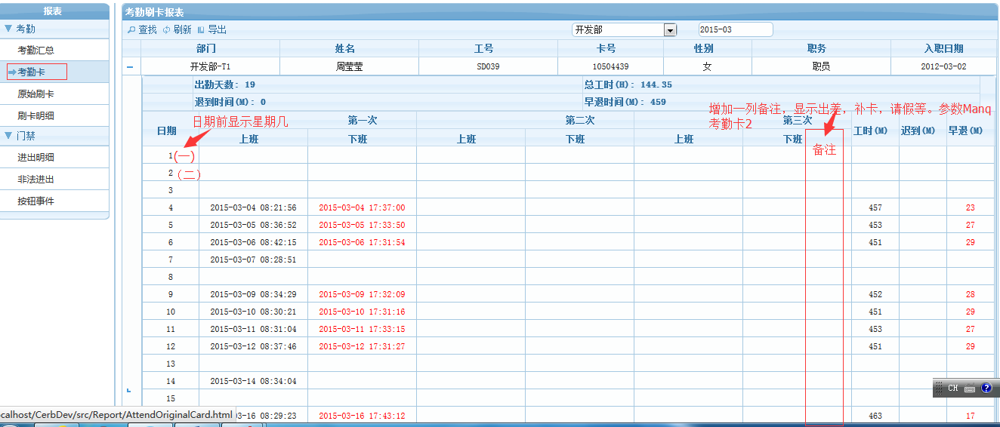 报表
考勤
考勤汇总
考勤卡
原始刷卡
刷卡明细
门禁
进出明细
非法进出
按钮事件
考勤刷卡报表
查找 刷新 导出 开发部 2015-03
部门 姓名 工号 卡号 性别 职务 入职日期
开发部-T1 周莹莹 SD039 10504439 女 职员 2012-03-02
出勤天数: 19 总工时(H): 144.35
退到时间(M): 0 早退时间(M): 459
增加一列备注，显示出差，补卡，请假等。参数Manq
考勤卡2
日期前显示星期几
日期 第一次 第二次 第三次 工时(M) 迟到(M) 早退(M)
上班 下班 上班 下班 上班 下班
备注
1 (一)
2 (二)
3
4 2015-03-04 08:21:56 2015-03-04 17:37:00 457 23
5 2015-03-05 08:36:52 2015-03-05 17:33:50 453 27
6 2015-03-06 08:42:15 2015-03-06 17:31:54 451 29
7 2015-03-07 08:28:51
8
9 2015-03-09 08:34:29 2015-03-09 17:32:09 452 28
10 2015-03-10 08:30:21 2015-03-10 17:31:16 451 29
11 2015-03-11 08:31:04 2015-03-11 17:33:15 453 27
12 2015-03-12 08:37:46 2015-03-12 17:31:27 451 29
13
14 2015-03-14 08:34:04
15
3-16 08:29:23 2015-03-16 17:43:12 463 17
CH
calhost/CerbDev/src/Report/AttendOriginalCard.html